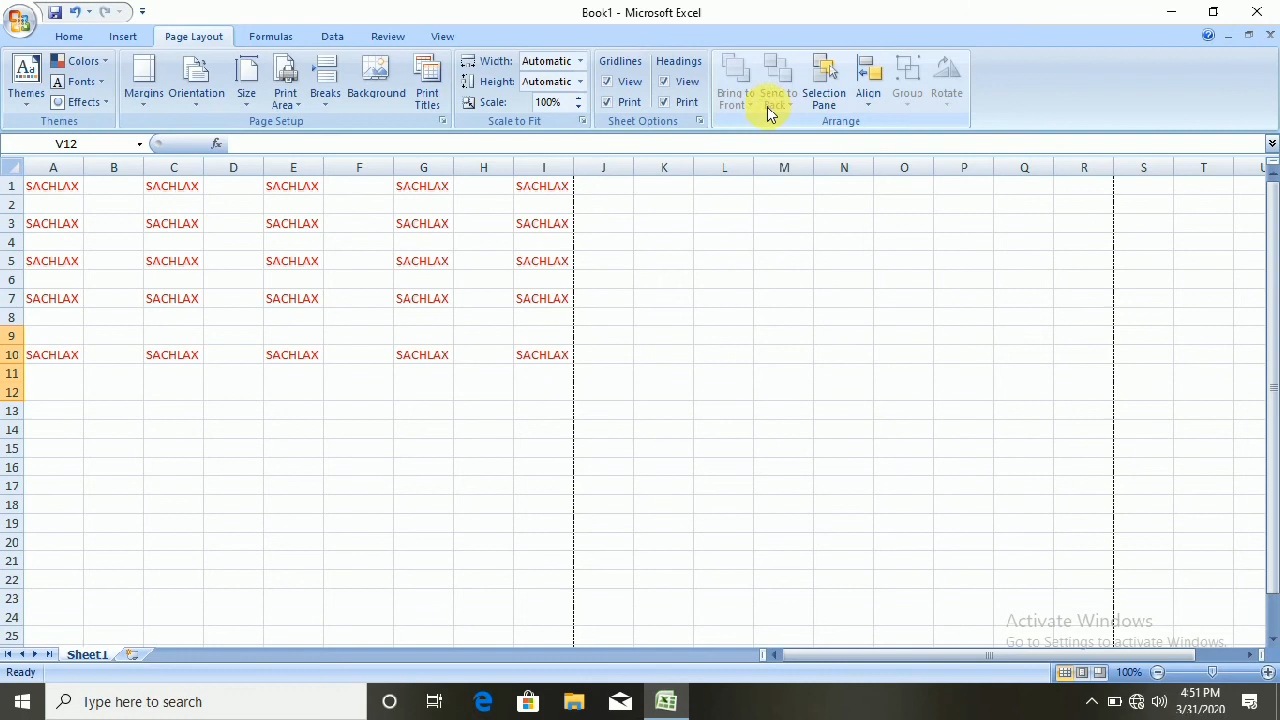 Book1 - Microsoft Excel
Home Insert Page Layout Formulas Data Review View
Themes Colors Fonts Effects Margins Orientation Size Print Area Breaks Background Print Titles Width: Automatic Height: Automatic Scale: 100% Gridlines View Print Headings View Print Bring to Front Send to Back Selection Pane Align Group Rotate
Themes Page Setup Scale to Fit Sheet Options Arrange
V12 fx
A B C D E F G H I J K L M N O P Q R S T U
1 SACHLAX SACHLAX SACHLAX SACHLAX SACHLAX
2
3 SACHLAX SACHLAX SACHLAX SACHLAX SACHLAX
4
5 SACHLAX SACHLAX SACHLAX SACHLAX SACHLAX
6
7 SACHLAX SACHLAX SACHLAX SACHLAX SACHLAX
8
9
10 SACHLAX SACHLAX SACHLAX SACHLAX SACHLAX
11
12
13
14
15
16
17
18
19
20
21
22
23
24
25
Activate Windows
Go to Settings to activate Windows.
Sheet1
Ready 100%
Type here to search
4:51 PM
3/31/2020